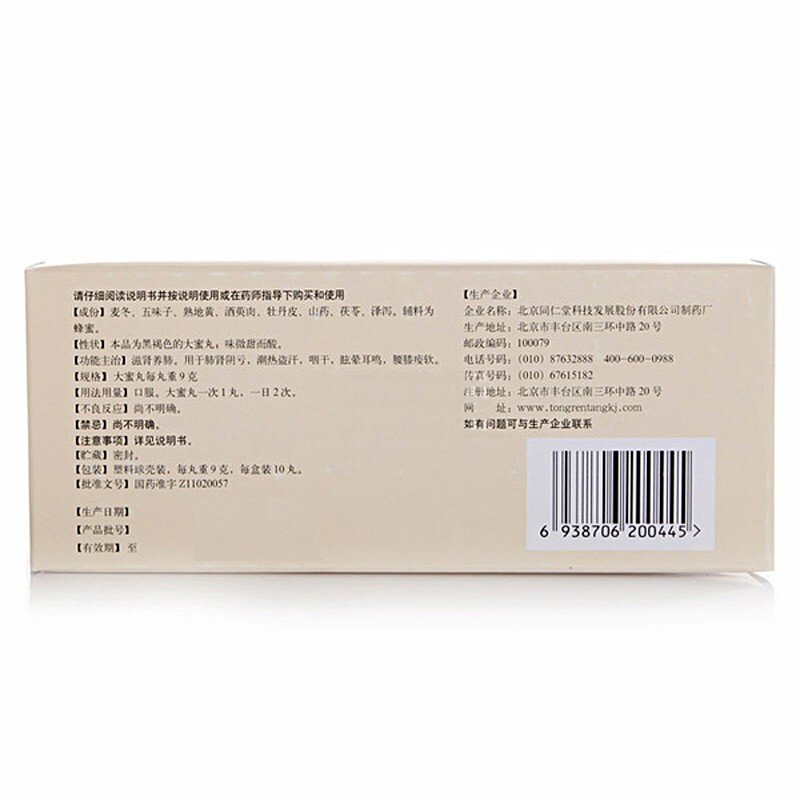 请仔细阅读说明书并按说明使用或在药师指导下购买和使用
【成份】麦冬、五味子、熟地黄、酒萸肉、牡丹皮、山药、茯苓、泽泻。辅料为
蜂蜜。
【性状】本品为黑褐色的大蜜丸；味微甜而酸。
【功能主治】滋肾养肺。用于肺肾阴亏，潮热盗汗，咽干，眩晕耳鸣，腰膝痠软。
【规格】大蜜丸每丸重9克
【用法用量】口服。大蜜丸一次1丸，一日2次。
【不良反应】尚不明确。
【禁忌】尚不明确。
【注意事项】详见说明书。
【贮藏】密封。
【包装】塑料球壳装，每丸重9克，每盒装10丸。
【批准文号】国药准字Z11020057
【生产日期】
【产品批号】
【有效期】至
【生产企业】
企业名称：北京同仁堂科技发展股份有限公司制药厂
生产地址：北京市丰台区南三环中路20号
邮政编码：100079
电话号码：(010) 87632888 400-600-0988
传真号码：(010) 67615182
注册地址：北京市丰台区南三环中路20号
网 址：www.tongrentangkj.com
如有问题可与生产企业联系
6 938706 200445 >